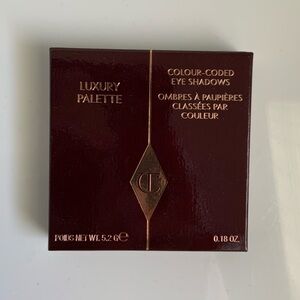 LUXURY
PALETTE
COLOUR-CODED
EYE SHADOWS
OMBRES À PAUPIÈRES
CLASSÉES PAR
COULEUR
CT
POIDS NET WT. 5.2 G℮
0.18 OZ.